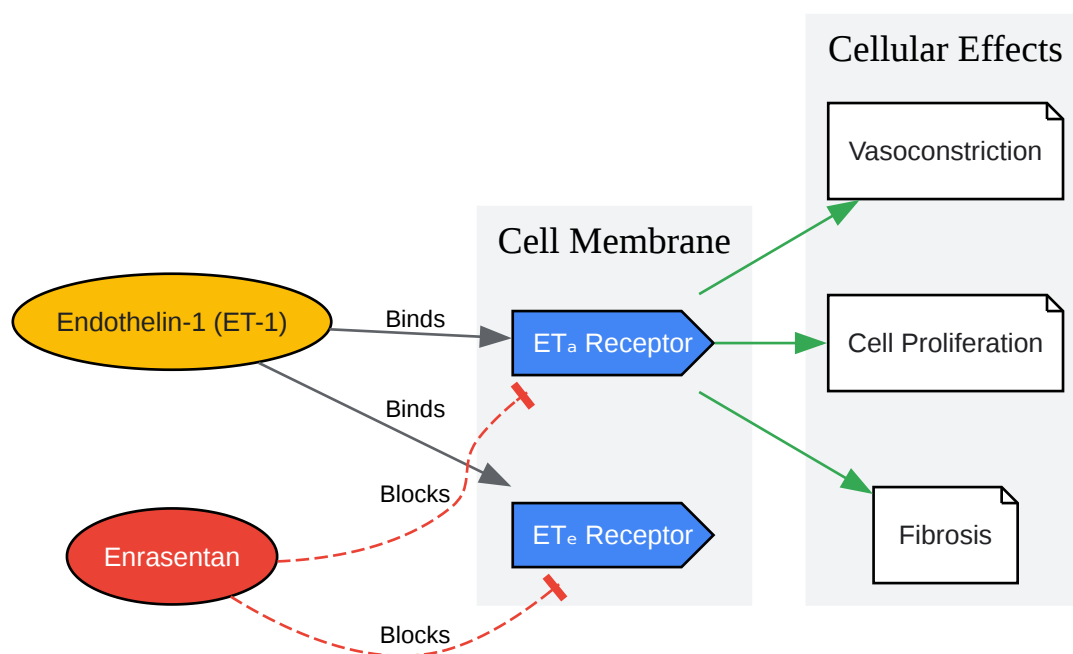 Cellular Effects
Vasoconstriction
Cell Membrane
Endothelin-1 (ET-1)
Binds
ETₐ Receptor
Cell Proliferation
Binds
Blocks
Enrasentan
ETₑ Receptor
Fibrosis
Blocks